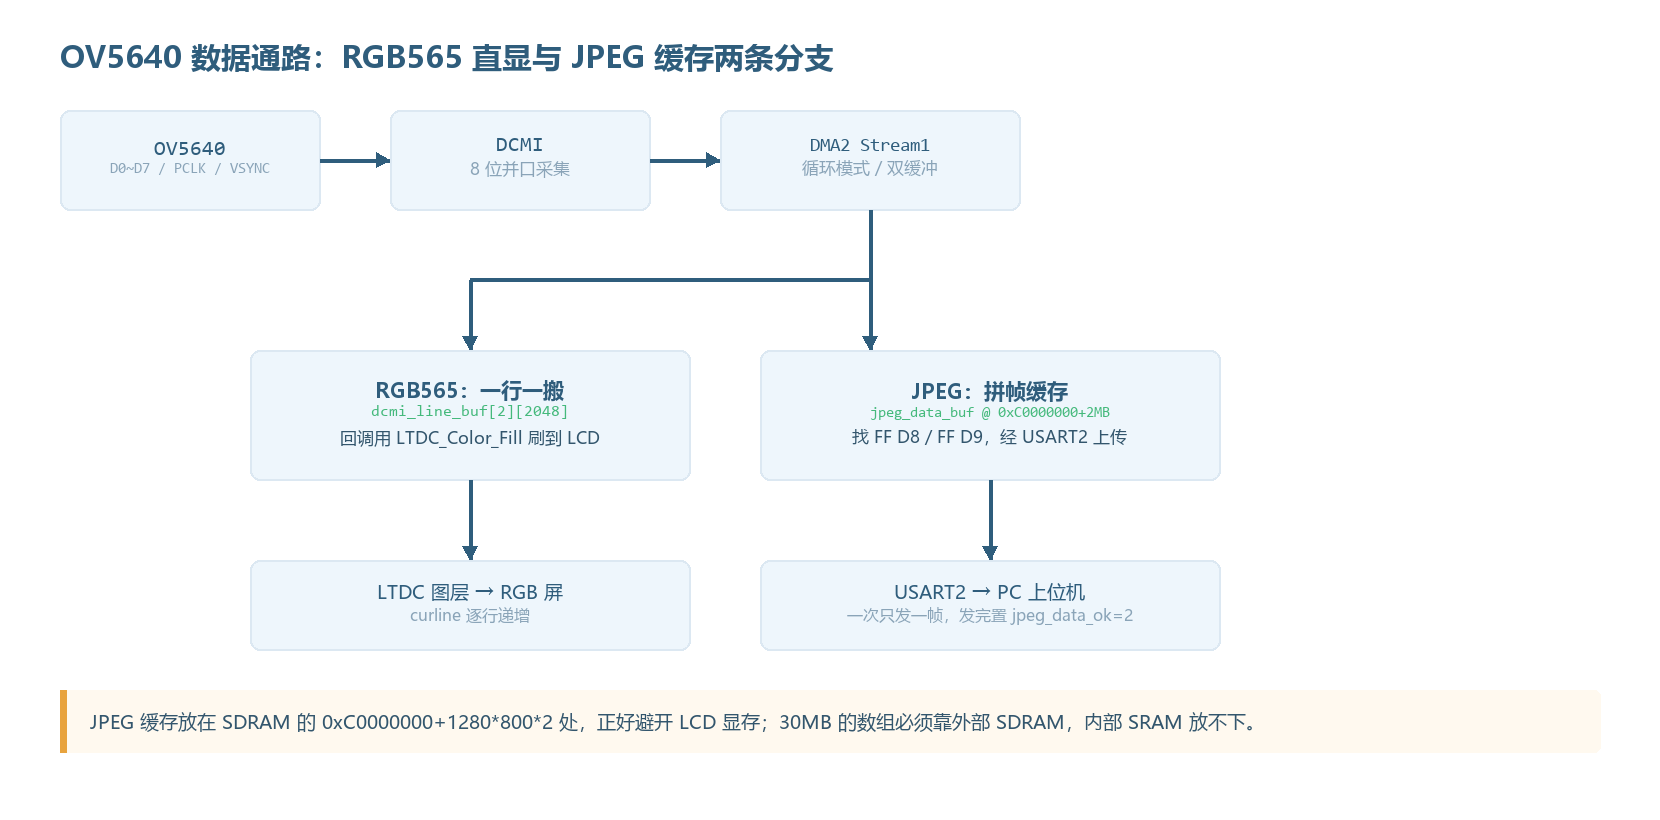 OV5640 数据通路：RGB565 直显与 JPEG 缓存两条分支
OV5640
D0~D7 / PCLK / VSYNC
DCMI
8 位并口采集
DMA2 Stream1
循环模式 / 双缓冲
RGB565：一行一搬
dcmi_line_buf[2][2048]
回调用 LTDC_Color_Fill 刷到 LCD
JPEG：拼帧缓存
jpeg_data_buf @ 0xC0000000+2MB
找 FF D8 / FF D9，经 USART2 上传
LTDC 图层 → RGB 屏
curline 逐行递增
USART2 → PC 上位机
一次只发一帧，发完置 jpeg_data_ok=2
JPEG 缓存放在 SDRAM 的 0xC0000000+1280*800*2 处，正好避开 LCD 显存；30MB 的数组必须靠外部 SDRAM，内部 SRAM 放不下。